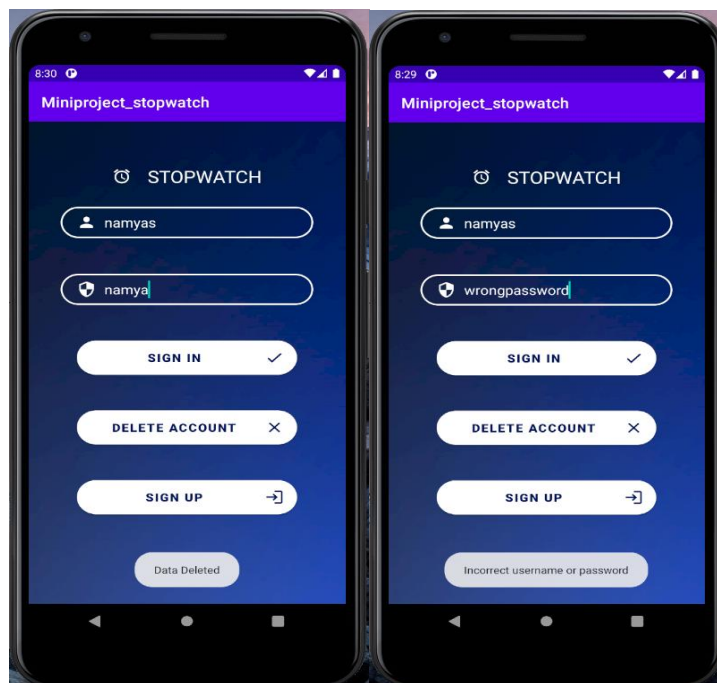 8:30
Miniproject_stopwatch
STOPWATCH
namyas
namya
SIGN IN
DELETE ACCOUNT
SIGN UP
Data Deleted
8:29
Miniproject_stopwatch
STOPWATCH
namyas
wrongpassword
SIGN IN
DELETE ACCOUNT
SIGN UP
Incorrect username or password